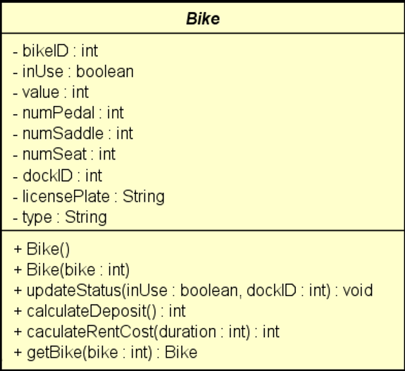 Bike
- bikeID : int
- inUse : boolean
- value : int
- numPedal : int
- numSaddle : int
- numSeat : int
- dockID : int
- licensePlate : String
- type : String
+ Bike()
+ Bike(bike : int)
+ updateStatus(inUse : boolean, dockID : int) : void
+ calculateDeposit() : int
+ caculateRentCost(duration : int) : int
+ getBike(bike : int) : Bike